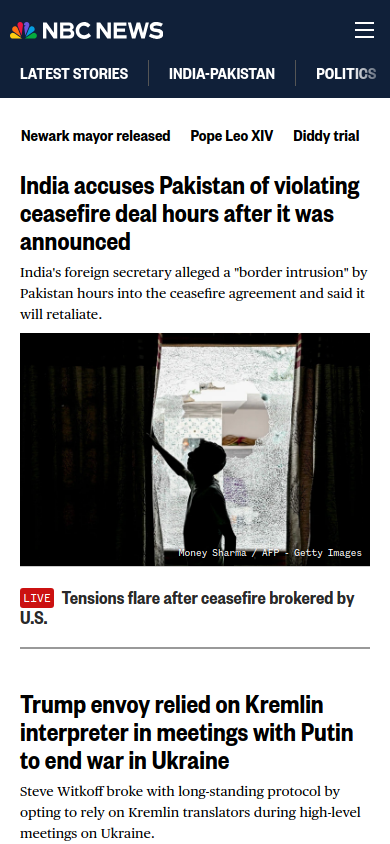 NBC NEWS
LATEST STORIES INDIA-PAKISTAN POLITICS
Newark mayor released Pope Leo XIV Diddy trial
India accuses Pakistan of violating
ceasefire deal hours after it was
announced
India's foreign secretary alleged a "border intrusion" by
Pakistan hours into the ceasefire agreement and said it
will retaliate.
Money Sharma / AFP - Getty Images
LIVE Tensions flare after ceasefire brokered by
U.S.
Trump envoy relied on Kremlin
interpreter in meetings with Putin
to end war in Ukraine
Steve Witkoff broke with long-standing protocol by
opting to rely on Kremlin translators during high-level
meetings on Ukraine.